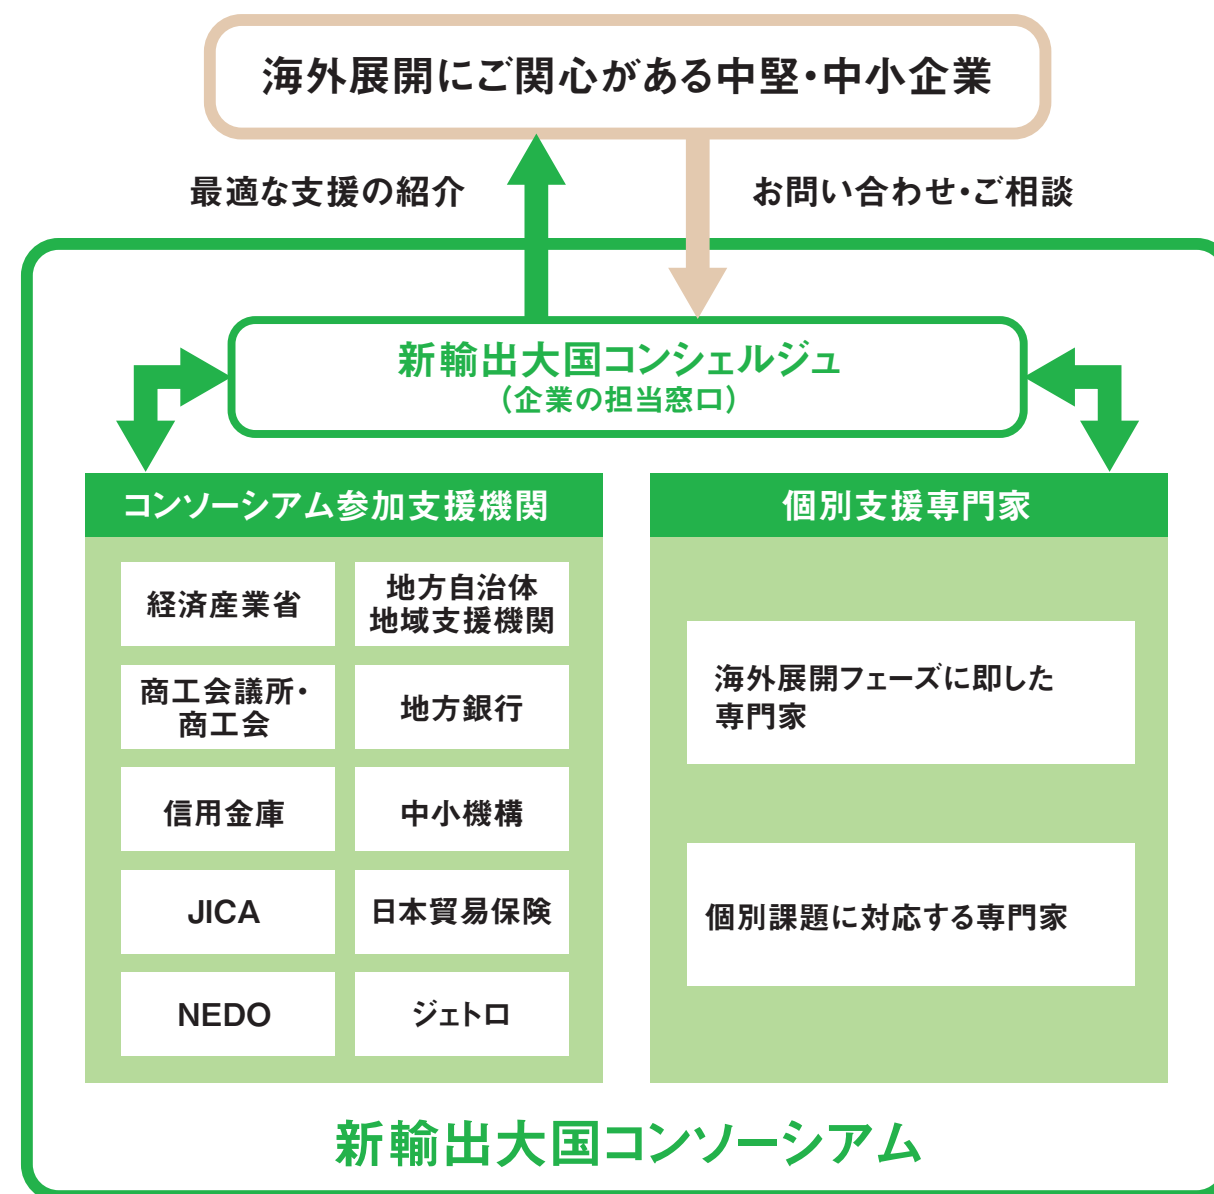 海外展開にご関心がある中堅・中小企業
最適な支援の紹介
お問い合わせ・ご相談
新輸出大国コンシェルジュ
（企業の担当窓口）
コンソーシアム参加支援機関
経済産業省
地方自治体
地域支援機関
商工会議所・
商工会
地方銀行
信用金庫
中小機構
JICA
日本貿易保険
NEDO
ジェトロ
個別支援専門家
海外展開フェーズに即した
専門家
個別課題に対応する専門家
新輸出大国コンソーシアム